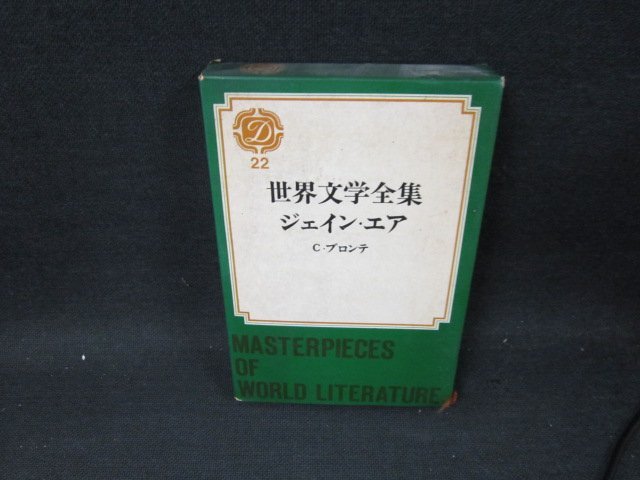 D
22
世界文学全集
ジェイン・エア
C・ブロンテ
MASTERPIECES
OF
WORLD LITERATURE